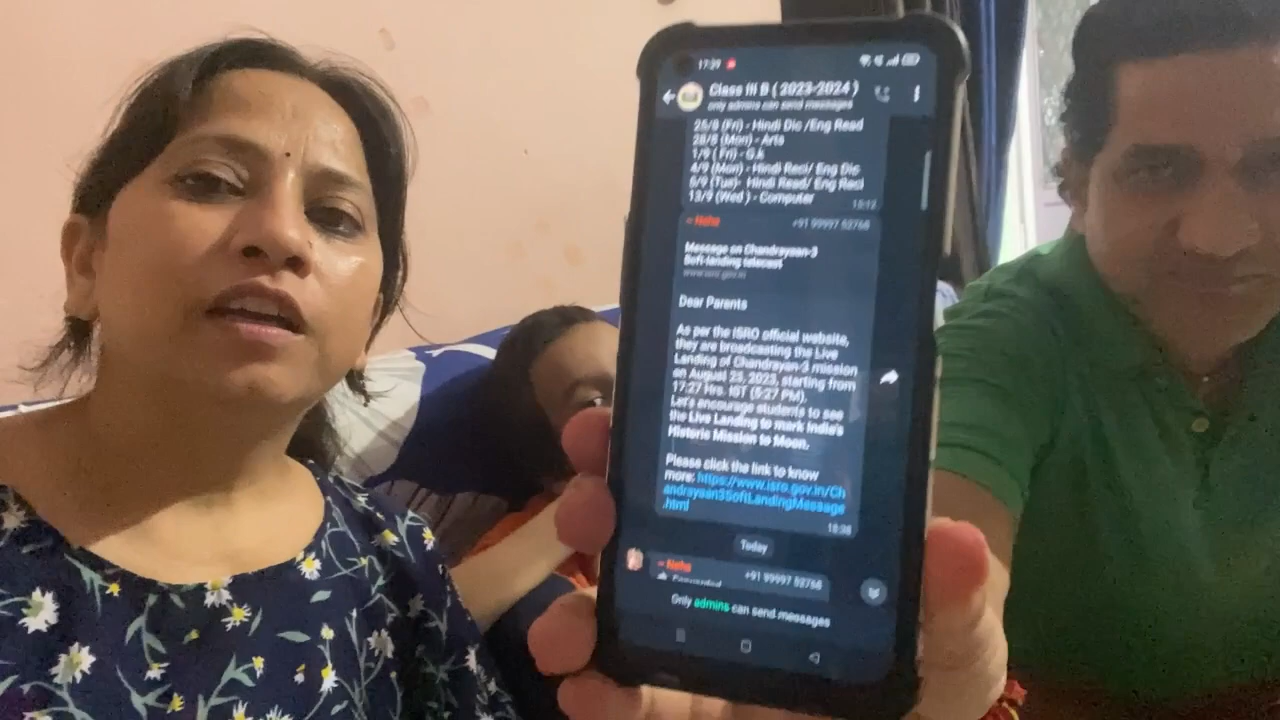 17:39
Class III B ( 2023-2024 )
only admins can send messages
25/8 (Fri) - Hindi Dic /Eng Read
28/8 (Mon) - Arts
1/9 ( Fri) - G.k
4/9 (Mon) - Hindi Reci/ Eng Dic
5/9 (Tue)- Hindi Read/ Eng Reci
13/9 (Wed ) - Computer
15:12
~ Neha +91 99997 52768
Message on Chandrayaan-3
Soft-landing telecast
www.isro.gov.in
Dear Parents
As per the ISRO official website,
they are broadcasting the Live
Landing of Chandrayan-3 mission
on August 23, 2023, starting from
17:27 Hrs. IST (5:27 PM).
Let's encourage students to see
the Live Landing to mark India's
Historic Mission to Moon.
Please click the link to know
more: https://www.isro.gov.in/Ch
andrayaan3SoftLandingMessage
.html
18:38
Today
~ Neha +91 99997 52768
Forwarded
Only admins can send messages